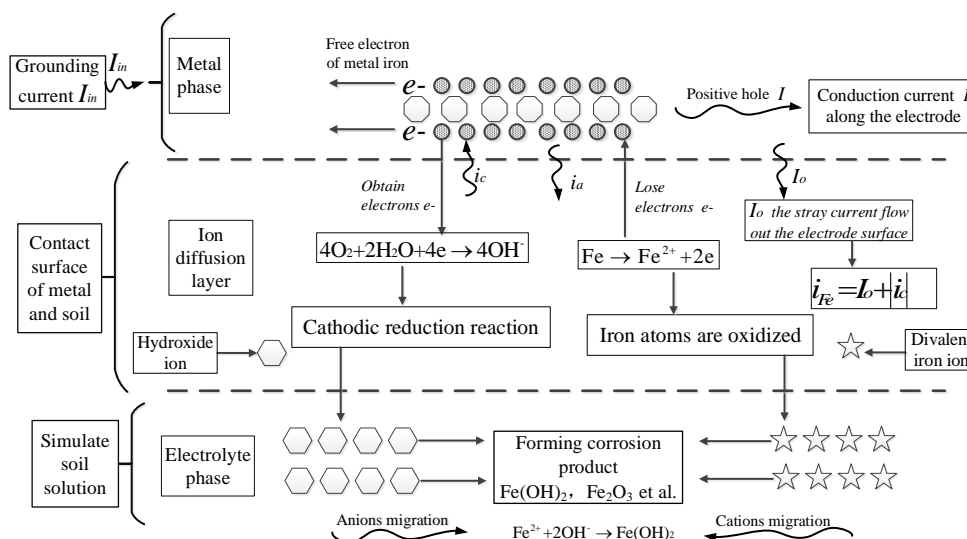 Grounding
current Iin
Iin
Metal
phase
Free electron
of metal iron
e-
e-
Positive hole I
Conduction current I
along the electrode
Obtain
electrons e-
ic
ia
Lose
electrons e-
Io
Io the stray current flow
out the electrode surface
Contact
surface
of metal
and soil
Ion
diffusion
layer
4O2+2H2O+4e → 4OH-
Fe → Fe2+ +2e
iFe=Io+|ic|
Cathodic reduction reaction
Iron atoms are oxidized
Hydroxide
ion
Divalen
iron ion
Simulate
soil
solution
Electrolyte
phase
Forming corrosion
product
Fe(OH)2, Fe2O3 et al.
Anions migration
Fe2++2OH- → Fe(OH)2
Cations migration